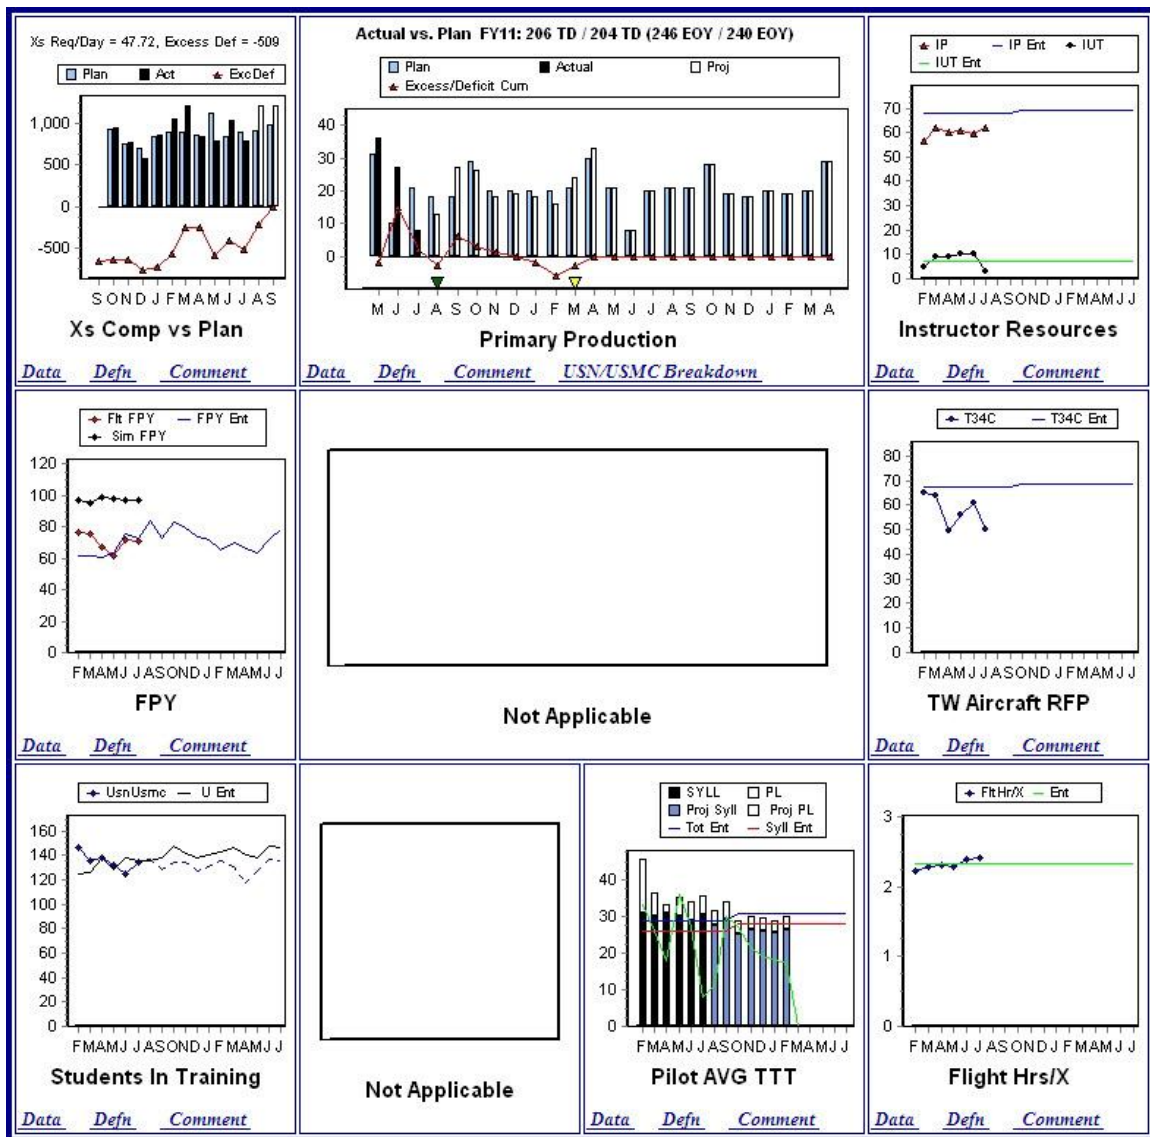 Xs Req/Day = 47.72, Excess Def = -509
Plan Act ExcDef
1,000
500
0
-500
S O N D J F M A M J J A S
Xs Comp vs Plan
Data Defn Comment
Actual vs. Plan FY11: 206 TD / 204 TD (246 EOY / 240 EOY)
Plan Actual Proj
Excess/Deficit Cum
40
30
20
10
0
M J J A S O N D J F M A M J J A S O N D J F M A
Primary Production
Data Defn Comment USN/USMC Breakdown
IP IP Ent IUT
IUT Ent
80
70
60
50
40
30
20
10
0
FMAMJJASONDJFMAMJJ
Instructor Resources
Data Defn Comment
Flt FPY FPY Ent
Sim FPY
120
100
80
60
40
20
0
FMAMJJASONDJFMAMJJ
FPY
Data Defn Comment
Not Applicable
T34C T34C Ent
80
70
60
50
40
30
20
10
0
FMAMJJASONDJFMAMJJ
TW Aircraft RFP
Data Defn Comment
UsnUsmc U Ent
160
140
120
100
80
60
40
20
0
FMAMJJASONDJFMAMJJ
Students In Training
Data Defn Comment
Not Applicable
SYLL PL
Proj Syll Proj PL
Tot Ent Syll Ent
40
30
20
10
0
FMAMJJASONDJFMAMJJ
Pilot AVG TTT
Data Defn Comment
FltHr/X Ent
3
2
1
0
FMAMJJASONDJFMAMJJ
Flight Hrs/X
Data Defn Comment